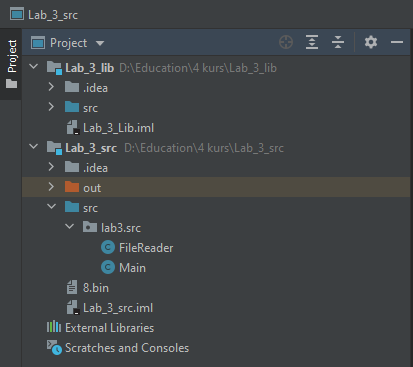 Lab_3_src
Project
Project
Lab_3_lib D:\Education\4 kurs\Lab_3_lib
.idea
src
Lab_3_Lib.iml
Lab_3_src D:\Education\4 kurs\Lab_3_src
.idea
out
src
lab3.src
FileReader
Main
8.bin
Lab_3_src.iml
External Libraries
Scratches and Consoles